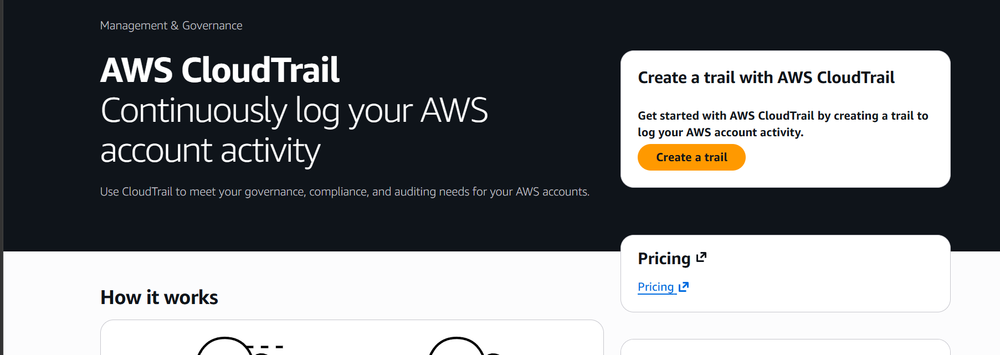 Management & Governance
AWS CloudTrail
Continuously log your AWS
account activity
Use CloudTrail to meet your governance, compliance, and auditing needs for your AWS accounts.
Create a trail with AWS CloudTrail
Get started with AWS CloudTrail by creating a trail to
log your AWS account activity.
Create a trail
Pricing
Pricing
How it works